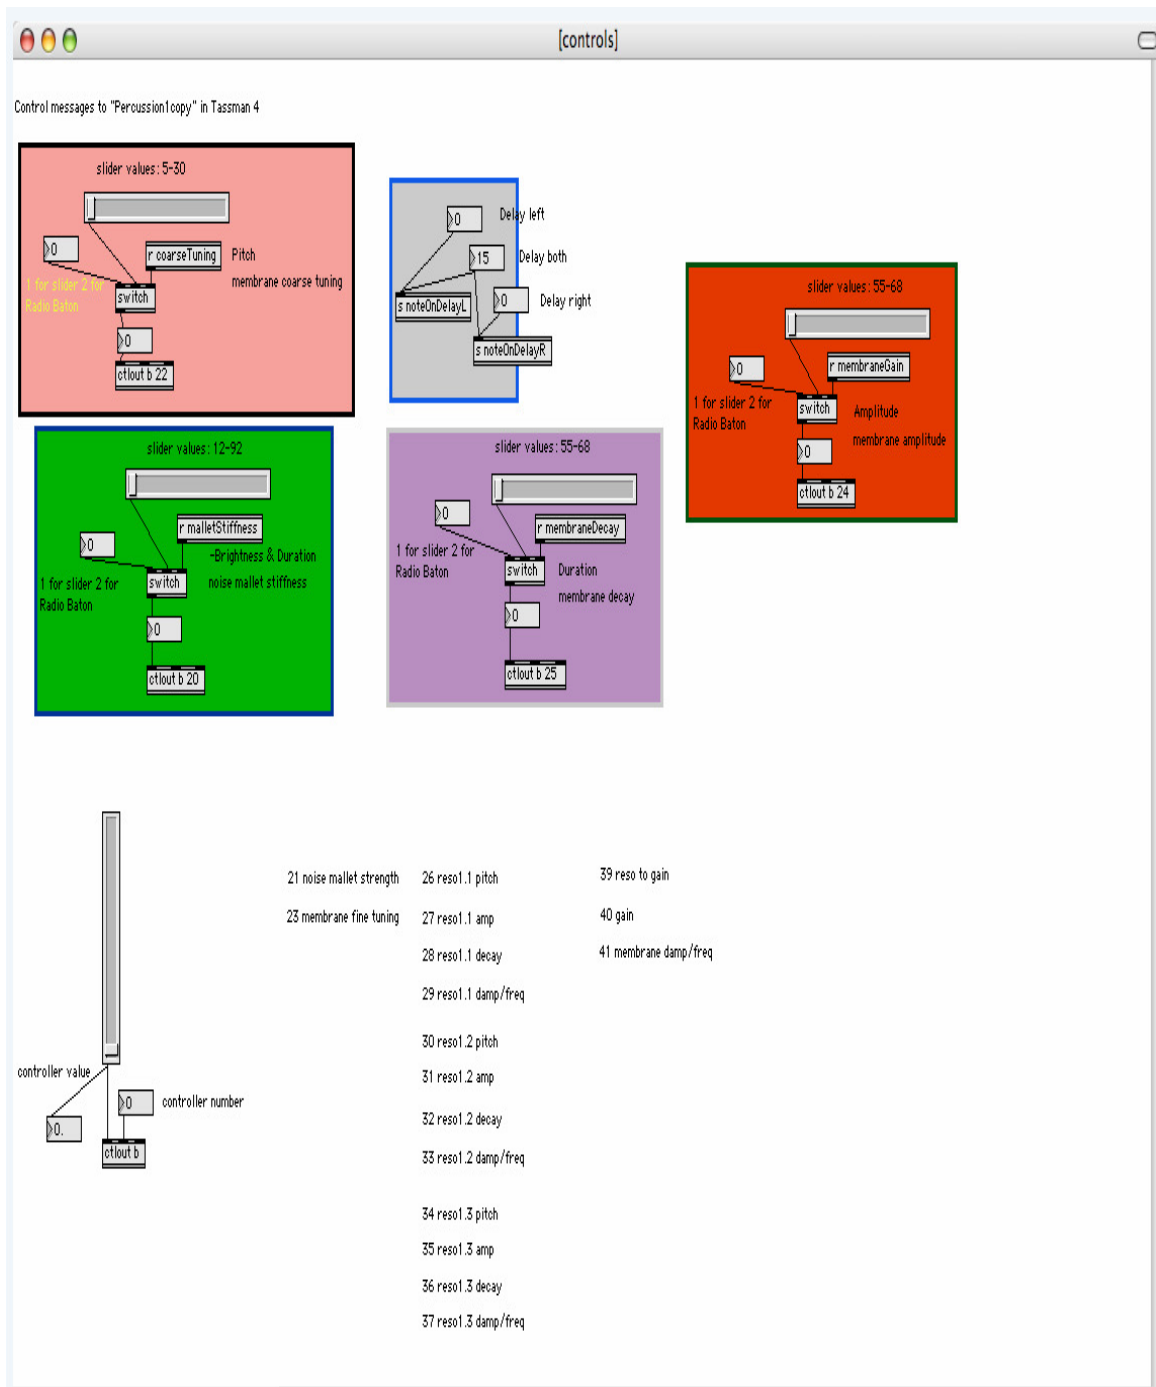 [controls]
Control messages to "Percussion1copy" in Tassman 4
slider values: 5-30
0
r coarseTuning
Pitch
membrane coarse tuning
1 for slider 2 for
Radio Baton
switch
0
ctlout b 22
0
Delay left
15
Delay both
0
Delay right
s noteOnDelayL
s noteOnDelayR
slider values: 55-68
0
r membraneGain
1 for slider 2 for
Radio Baton
switch
Amplitude
membrane amplitude
0
ctlout b 24
slider values: 12-92
0
r malletStiffness
-Brightness & Duration
noise mallet stiffness
1 for slider 2 for
Radio Baton
switch
0
ctlout b 20
slider values: 55-68
0
r membraneDecay
1 for slider 2 for
Radio Baton
switch
Duration
membrane decay
0
ctlout b 25
controller value
0.
0
controller number
ctlout b
21 noise mallet strength
23 membrane fine tuning
26 reso1.1 pitch
27 reso1.1 amp
28 reso1.1 decay
29 reso1.1 damp/freq
30 reso1.2 pitch
31 reso1.2 amp
32 reso1.2 decay
33 reso1.2 damp/freq
34 reso1.3 pitch
35 reso1.3 amp
36 reso1.3 decay
37 reso1.3 damp/freq
39 reso to gain
40 gain
41 membrane damp/freq